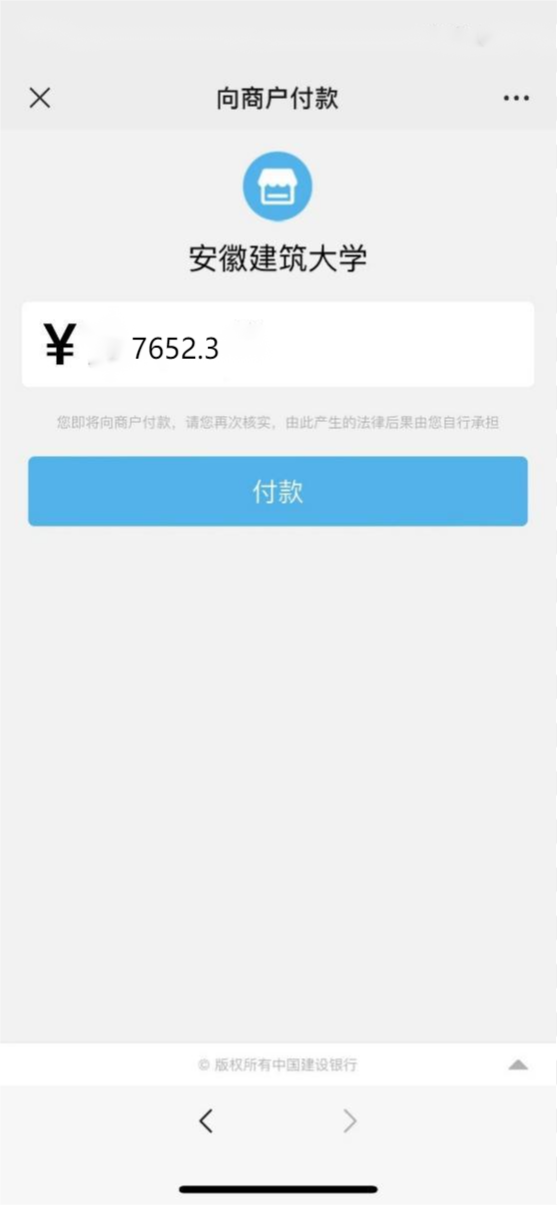 向商户付款
安徽建筑大学
¥ 7652.3
您即将向商户付款，请您再次核实，由此产生的法律后果由您自行承担
付款
© 版权所有中国建设银行